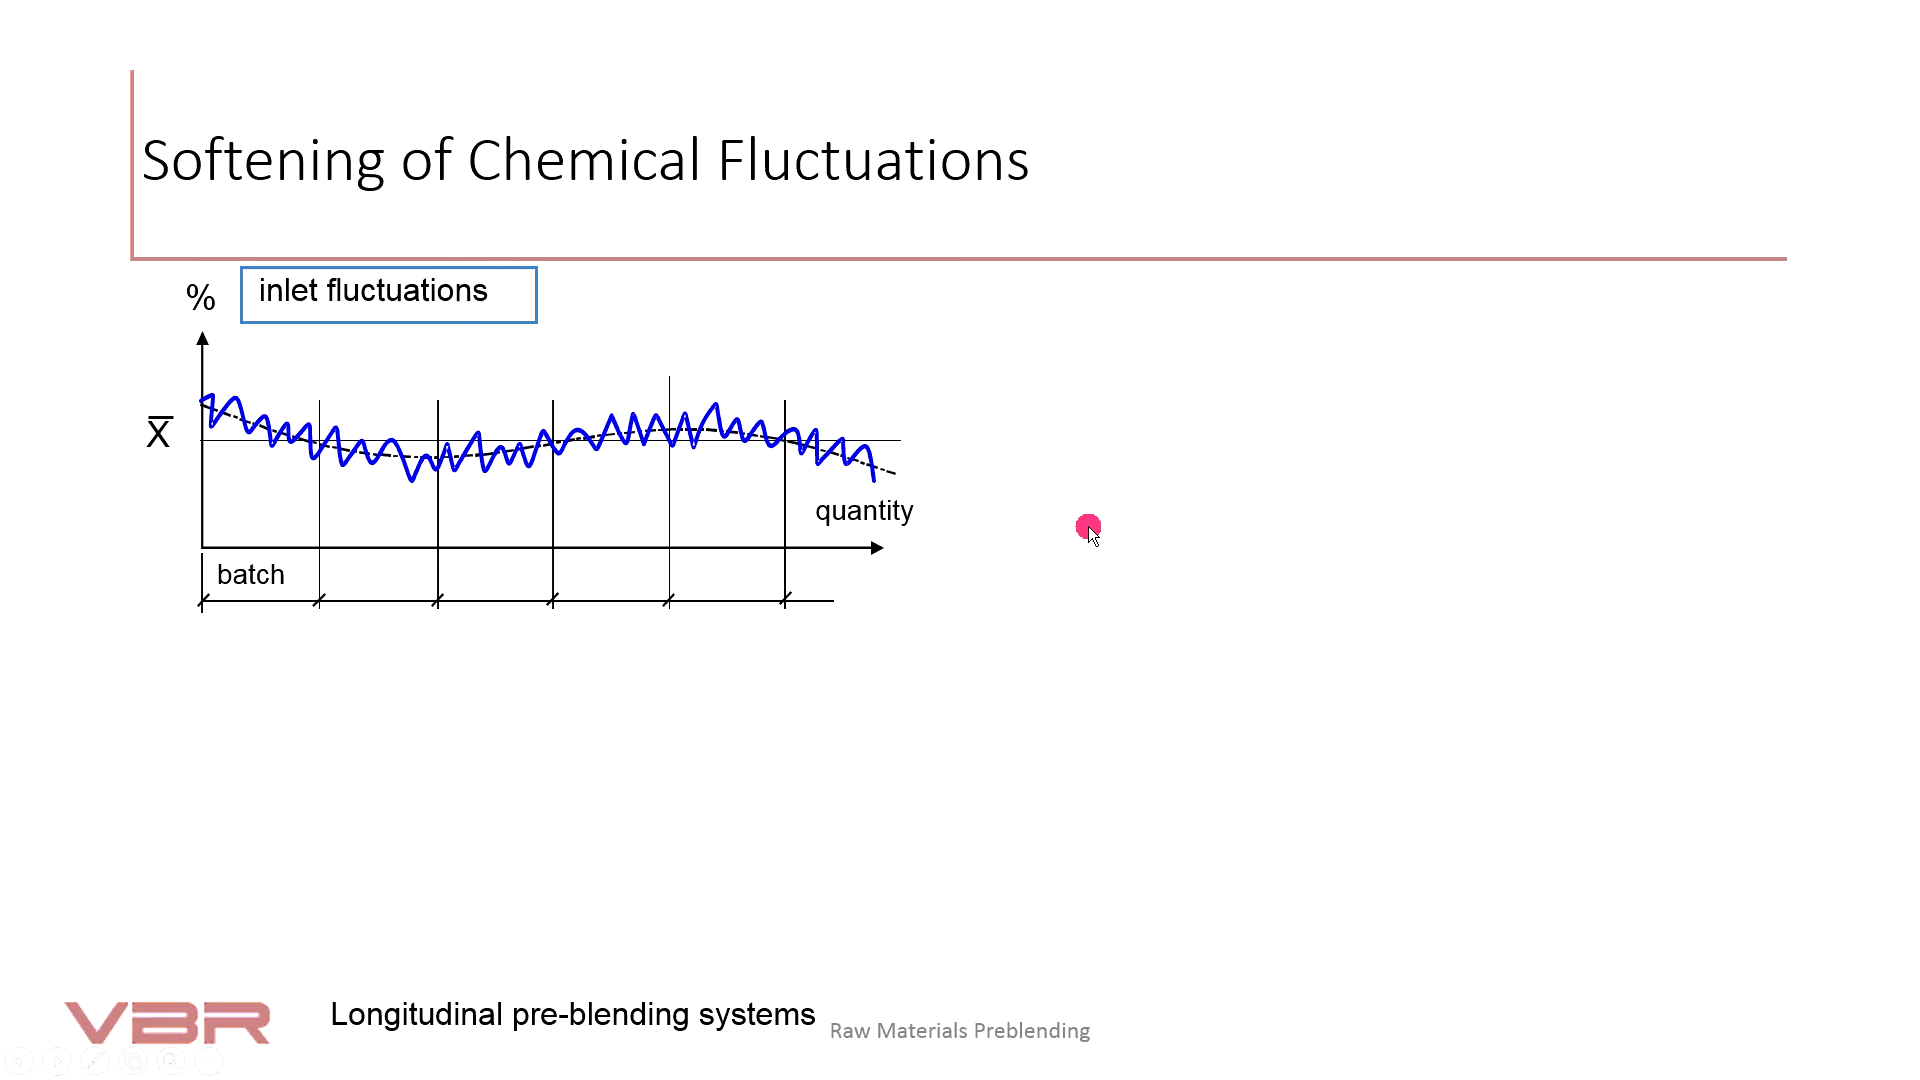 Softening of Chemical Fluctuations
%
inlet fluctuations
X̅
quantity
batch
VBR
Longitudinal pre-blending systems
Raw Materials Preblending